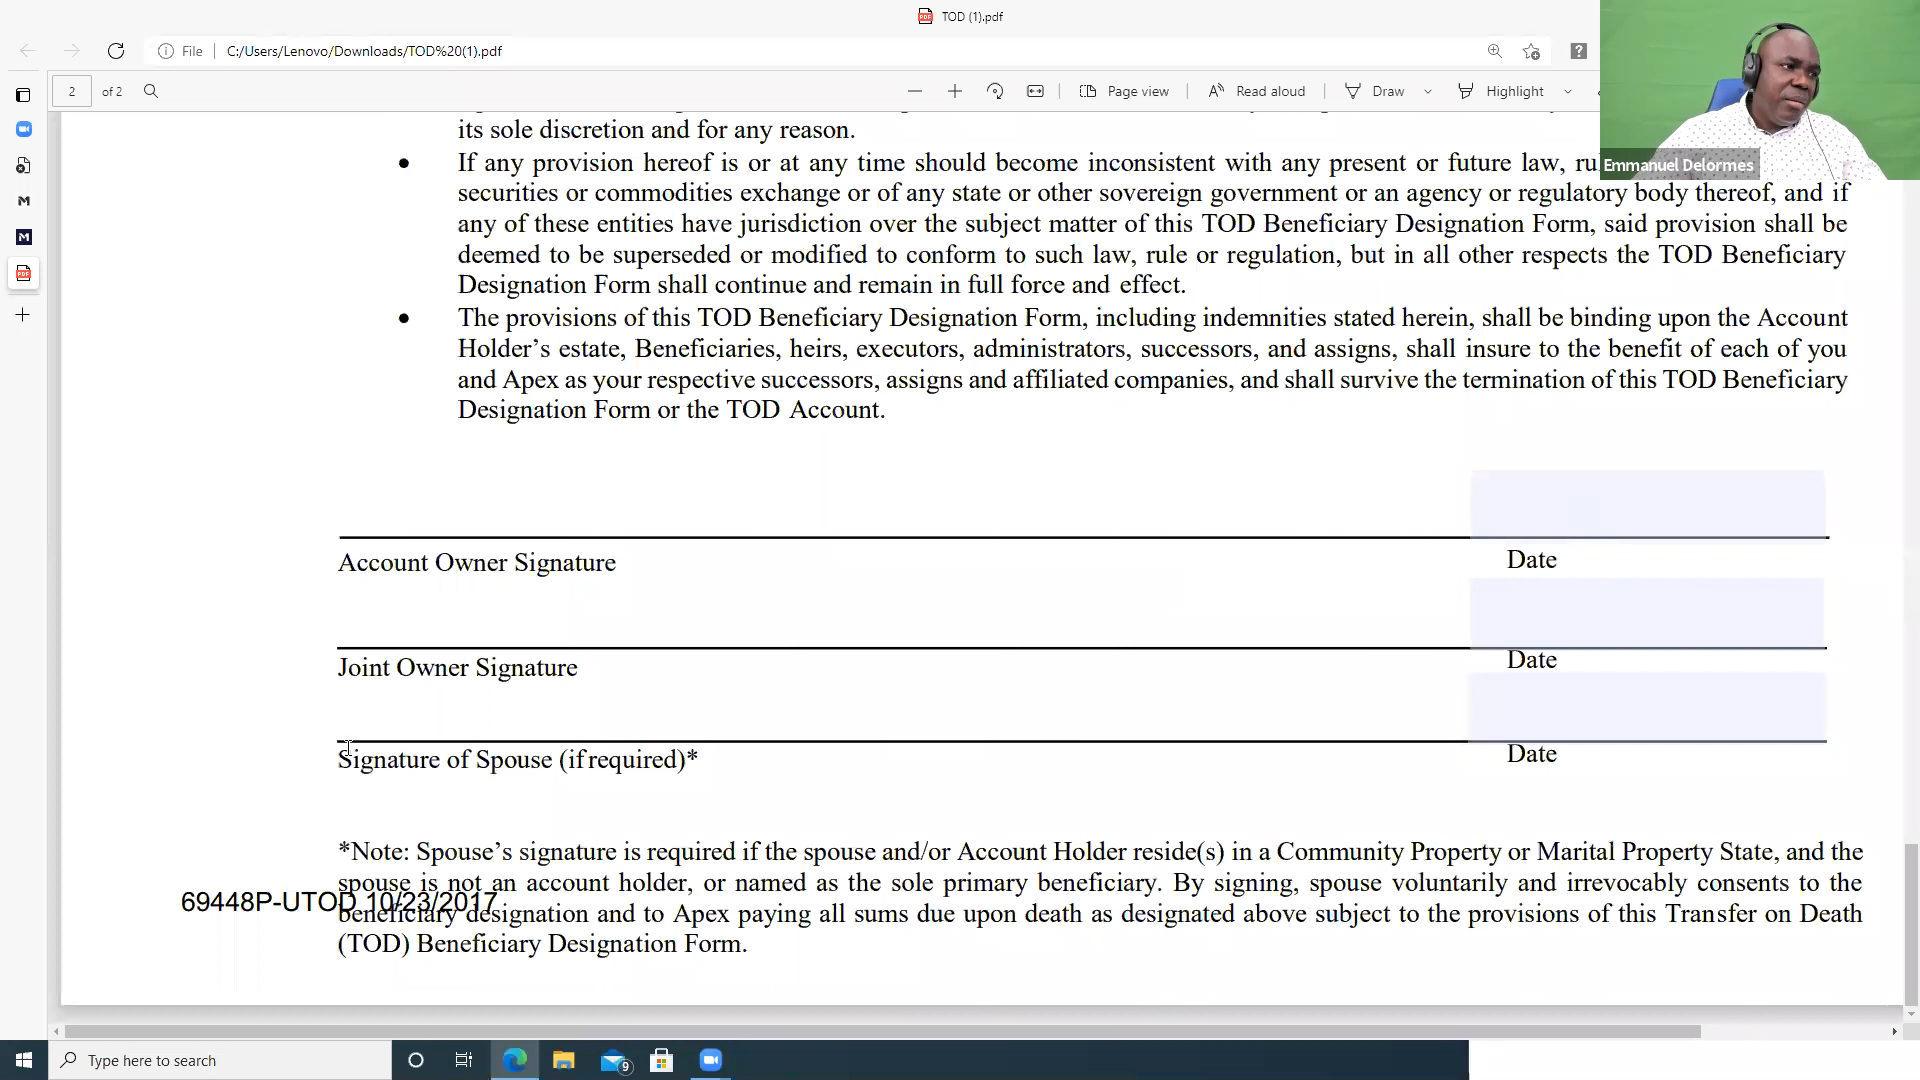 TOD (1).pdf
File C:/Users/Lenovo/Downloads/TOD%20(1).pdf
2 of 2 Page view Read aloud Draw Highlight
its sole discretion and for any reason.
• If any provision hereof is or at any time should become inconsistent with any present or future law,
securities or commodities exchange or of any state or other sovereign government or an agency or regulatory body thereof, and if
any of these entities have jurisdiction over the subject matter of this TOD Beneficiary Designation Form, said provision shall be
deemed to be superseded or modified to conform to such law, rule or regulation, but in all other respects the TOD Beneficiary
Designation Form shall continue and remain in full force and effect.
• The provisions of this TOD Beneficiary Designation Form, including indemnities stated herein, shall be binding upon the Account
Holder’s estate, Beneficiaries, heirs, executors, administrators, successors, and assigns, shall insure to the benefit of each of you
and Apex as your respective successors, assigns and affiliated companies, and shall survive the termination of this TOD Beneficiary
Designation Form or the TOD Account.
Emmanuel Delormes
Account Owner Signature Date
Joint Owner Signature Date
Signature of Spouse (if required)* Date
*Note: Spouse’s signature is required if the spouse and/or Account Holder reside(s) in a Community Property or Marital Property State, and the
spouse is not an account holder, or named as the sole primary beneficiary. By signing, spouse voluntarily and irrevocably consents to the
69448P-UTOD 10/23/2017
beneficiary designation and to Apex paying all sums due upon death as designated above subject to the provisions of this Transfer on Death
(TOD) Beneficiary Designation Form.
Type here to search
9